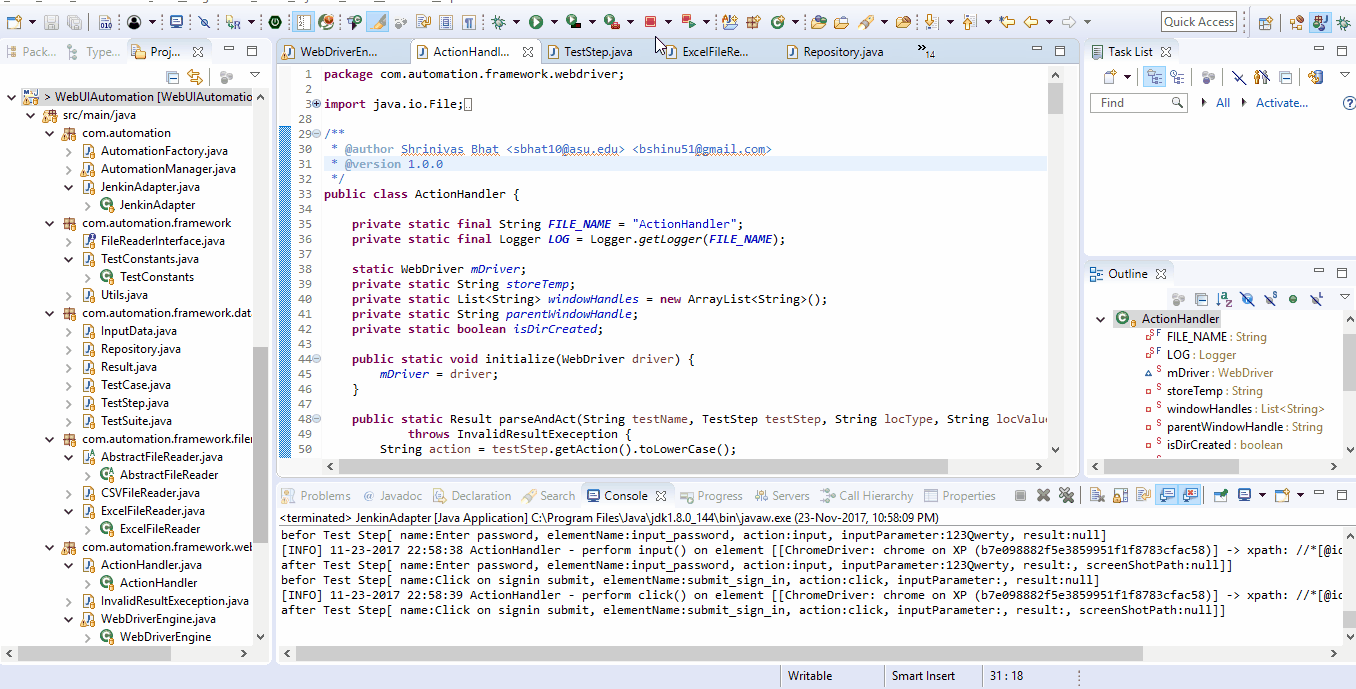 Quick Access
Pack...
Type...
Proj...
> WebUIAutomation [WebUIAutomatio
src/main/java
com.automation
AutomationFactory.java
AutomationManager.java
JenkinAdapter.java
JenkinAdapter
com.automation.framework
FileReaderInterface.java
TestConstants.java
TestConstants
Utils.java
com.automation.framework.dat
InputData.java
Repository.java
Result.java
TestCase.java
TestStep.java
TestSuite.java
com.automation.framework.filer
AbstractFileReader.java
AbstractFileReader
CSVFileReader.java
ExcelFileReader.java
ExcelFileReader
com.automation.framework.web
ActionHandler.java
ActionHandler
InvalidResultExeception.java
WebDriverEngine.java
WebDriverEngine
WebDriverEn...
ActionHandl...
TestStep.java
ExcelFileRe...
Repository.java
»14
1 package com.automation.framework.webdriver;
2
3 import java.io.File;
28
29 /**
30 * @author Shrinivas Bhat <sbhat10@asu.edu> <bshinu51@gmail.com>
31 * @version 1.0.0
32 */
33 public class ActionHandler {
34
35 private static final String FILE_NAME = "ActionHandler";
36 private static final Logger LOG = Logger.getLogger(FILE_NAME);
37
38 static WebDriver mDriver;
39 private static String storeTemp;
40 private static List<String> windowHandles = new ArrayList<String>();
41 private static String parentWindowHandle;
42 private static boolean isDirCreated;
43
44 public static void initialize(WebDriver driver) {
45 mDriver = driver;
46 }
47
48 public static Result parseAndAct(String testName, TestStep testStep, String locType, String locValue
49 throws InvalidResultExeception {
50 String action = testStep.getAction().toLowerCase();
Task List
Find
All
Activate...
Outline
ActionHandler
FILE_NAME : String
LOG : Logger
mDriver : WebDriver
storeTemp : String
windowHandles : List<String>
parentWindowHandle : String
isDirCreated : boolean
Problems
@ Javadoc
Declaration
Search
Console
Progress
Servers
Call Hierarchy
Properties
<terminated> JenkinAdapter [Java Application] C:\Program Files\Java\jdk1.8.0_144\bin\javaw.exe (23-Nov-2017, 10:58:09 PM)
befor Test Step[ name:Enter password, elementName:input_password, action:input, inputParameter:123Qwerty, result:null]
[INFO] 11-23-2017 22:58:38 ActionHandler - perform input() on element [[ChromeDriver: chrome on XP (b7e098882f5e3859951f1f8783cfac58)] -> xpath: //*[@id
after Test Step[ name:Enter password, elementName:input_password, action:input, inputParameter:123Qwerty, result:, screenShotPath:null]]
befor Test Step[ name:Click on signin submit, elementName:submit_sign_in, action:click, inputParameter:, result:null]
[INFO] 11-23-2017 22:58:39 ActionHandler - perform click() on element [[ChromeDriver: chrome on XP (b7e098882f5e3859951f1f8783cfac58)] -> xpath: //*[@id
after Test Step[ name:Click on signin submit, elementName:submit_sign_in, action:click, inputParameter:, result:, screenShotPath:null]]
Writable
Smart Insert
31 : 18